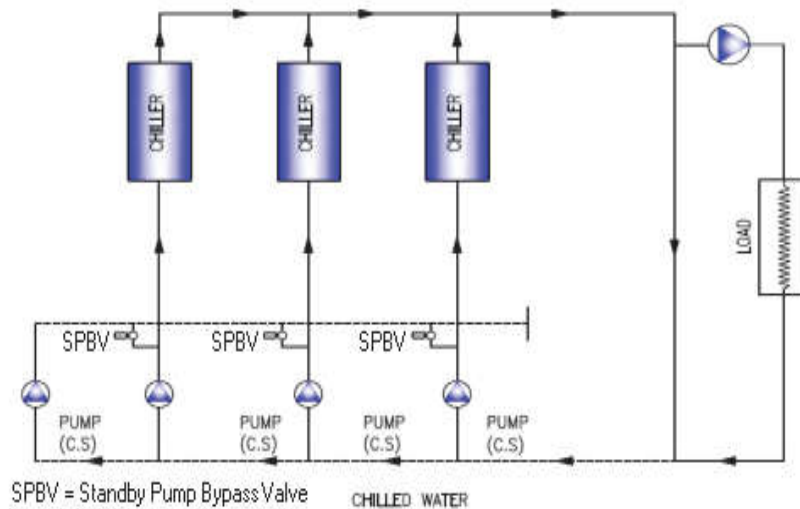 CHILLER
CHILLER
CHILLER
LOAD
SPBV
SPBV
SPBV
PUMP
(C.S)
PUMP
(C.S)
PUMP
(C.S)
PUMP
(C.S)
SPBV = Standby Pump Bypass Valve
CHILLED WATER